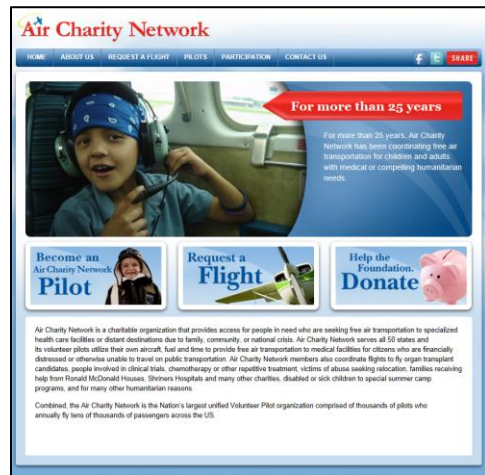 Air Charity Network
HOME ABOUT US REQUEST A FLIGHT PILOTS PARTICIPATION CONTACT US f t SHARE
For more than 25 years
For more than 25 years, Air Charity
Network has been coordinating free air
transportation for children and adults
with medical or compelling humanitarian
needs.
Become an
Air Charity Network
Pilot
Request a
Flight
Help the
Foundation.
Donate
Air Charity Network is a charitable organization that provides access for people in need who are seeking free air transportation to specialized
health care facilities or distant destinations due to family, community, or national crisis. Air Charity Network serves all 50 states and
its volunteer pilots utilize their own aircraft, fuel and time to provide free air transportation to medical facilities for citizens who are financially
distressed or otherwise unable to travel on public transportation. Air Charity Network members also coordinate flights to fly organ transplant
candidates, people involved in clinical trials, chemotherapy or other repetitive treatment, victims of abuse seeking relocation, families receiving
help from Ronald McDonald Houses, Shriners Hospitals and many other charities, disabled or sick children to special summer camp
programs, and for many other humanitarian reasons.
Combined, the Air Charity Network is the Nation's largest unified Volunteer Pilot organization comprised of thousands of pilots who
annually fly tens of thousands of passengers across the US.